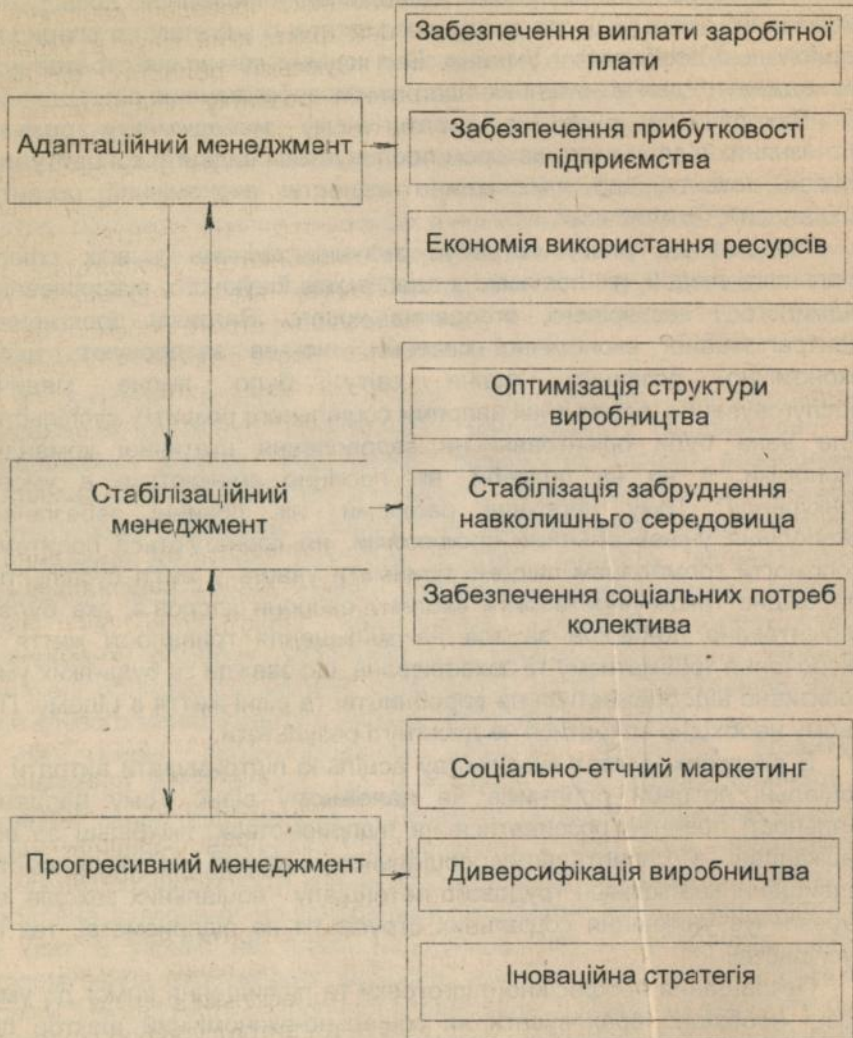 Забезпечення виплати заробітної
плати
Адаптаційний менеджмент
Забезпечення прибутковості
підприємства
Економія використання ресурсів
Оптимізація структури
виробництва
Стабілізаційний
менеджмент
Стабілізація забруднення
навколишнього середовища
Забезпечення соціальних потреб
колектива
Соціально-етчний маркетинг
Прогресивний менеджмент
Диверсифікація виробництва
Іноваційна стратегія